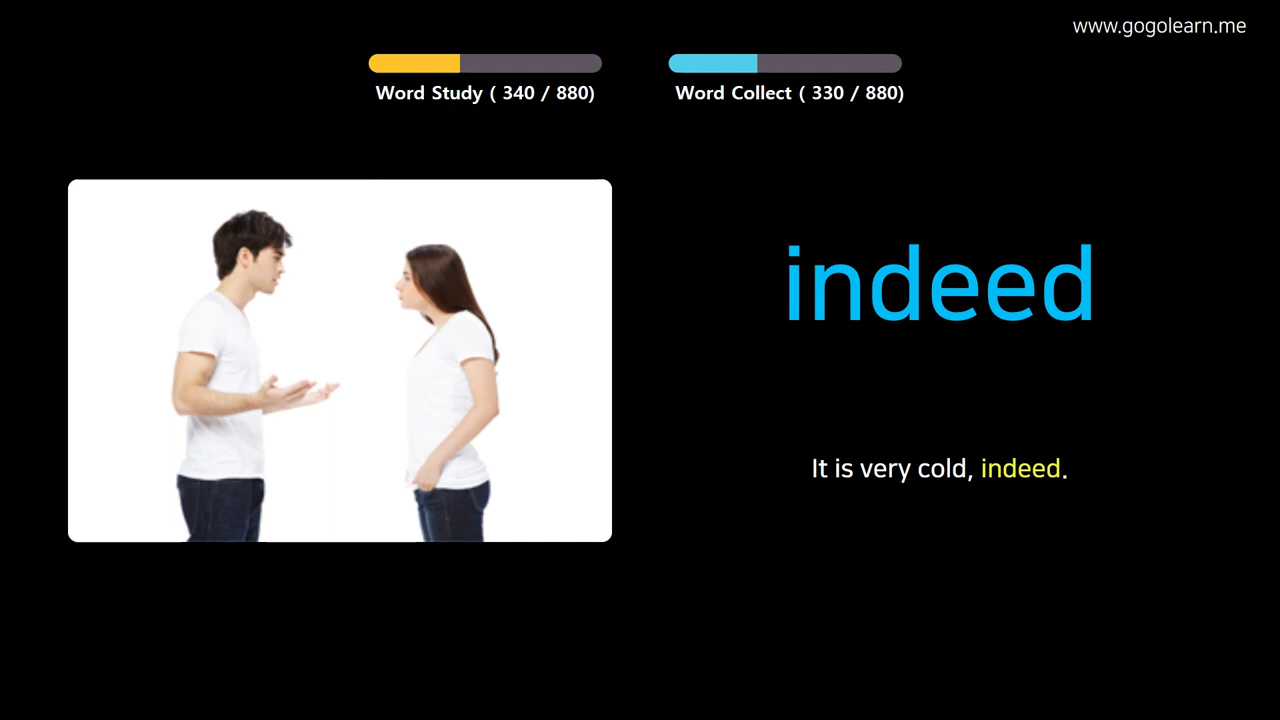 www.gogolearn.me
Word Study ( 340 / 880)
Word Collect ( 330 / 880)
indeed
It is very cold, indeed.